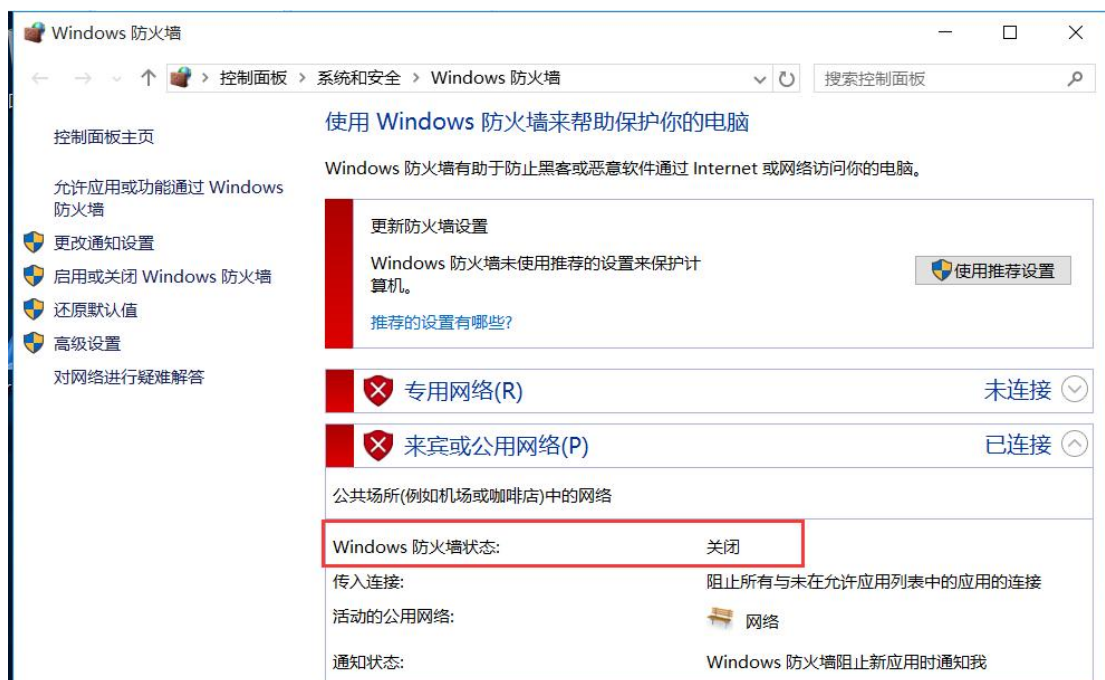 Windows 防火墙
控制面板 > 系统和安全 > Windows 防火墙
搜索控制面板
控制面板主页
允许应用或功能通过 Windows
防火墙
更改通知设置
启用或关闭 Windows 防火墙
还原默认值
高级设置
对网络进行疑难解答
使用 Windows 防火墙来帮助保护你的电脑
Windows 防火墙有助于防止黑客或恶意软件通过 Internet 或网络访问你的电脑。
更新防火墙设置
Windows 防火墙未使用推荐的设置来保护计
算机。
使用推荐设置
推荐的设置有哪些?
专用网络(R) 未连接
来宾或公用网络(P) 已连接
公共场所(例如机场或咖啡店)中的网络
Windows 防火墙状态: 关闭
传入连接: 阻止所有与未在允许应用列表中的应用的连接
活动的公用网络: 网络
通知状态: Windows 防火墙阻止新应用时通知我